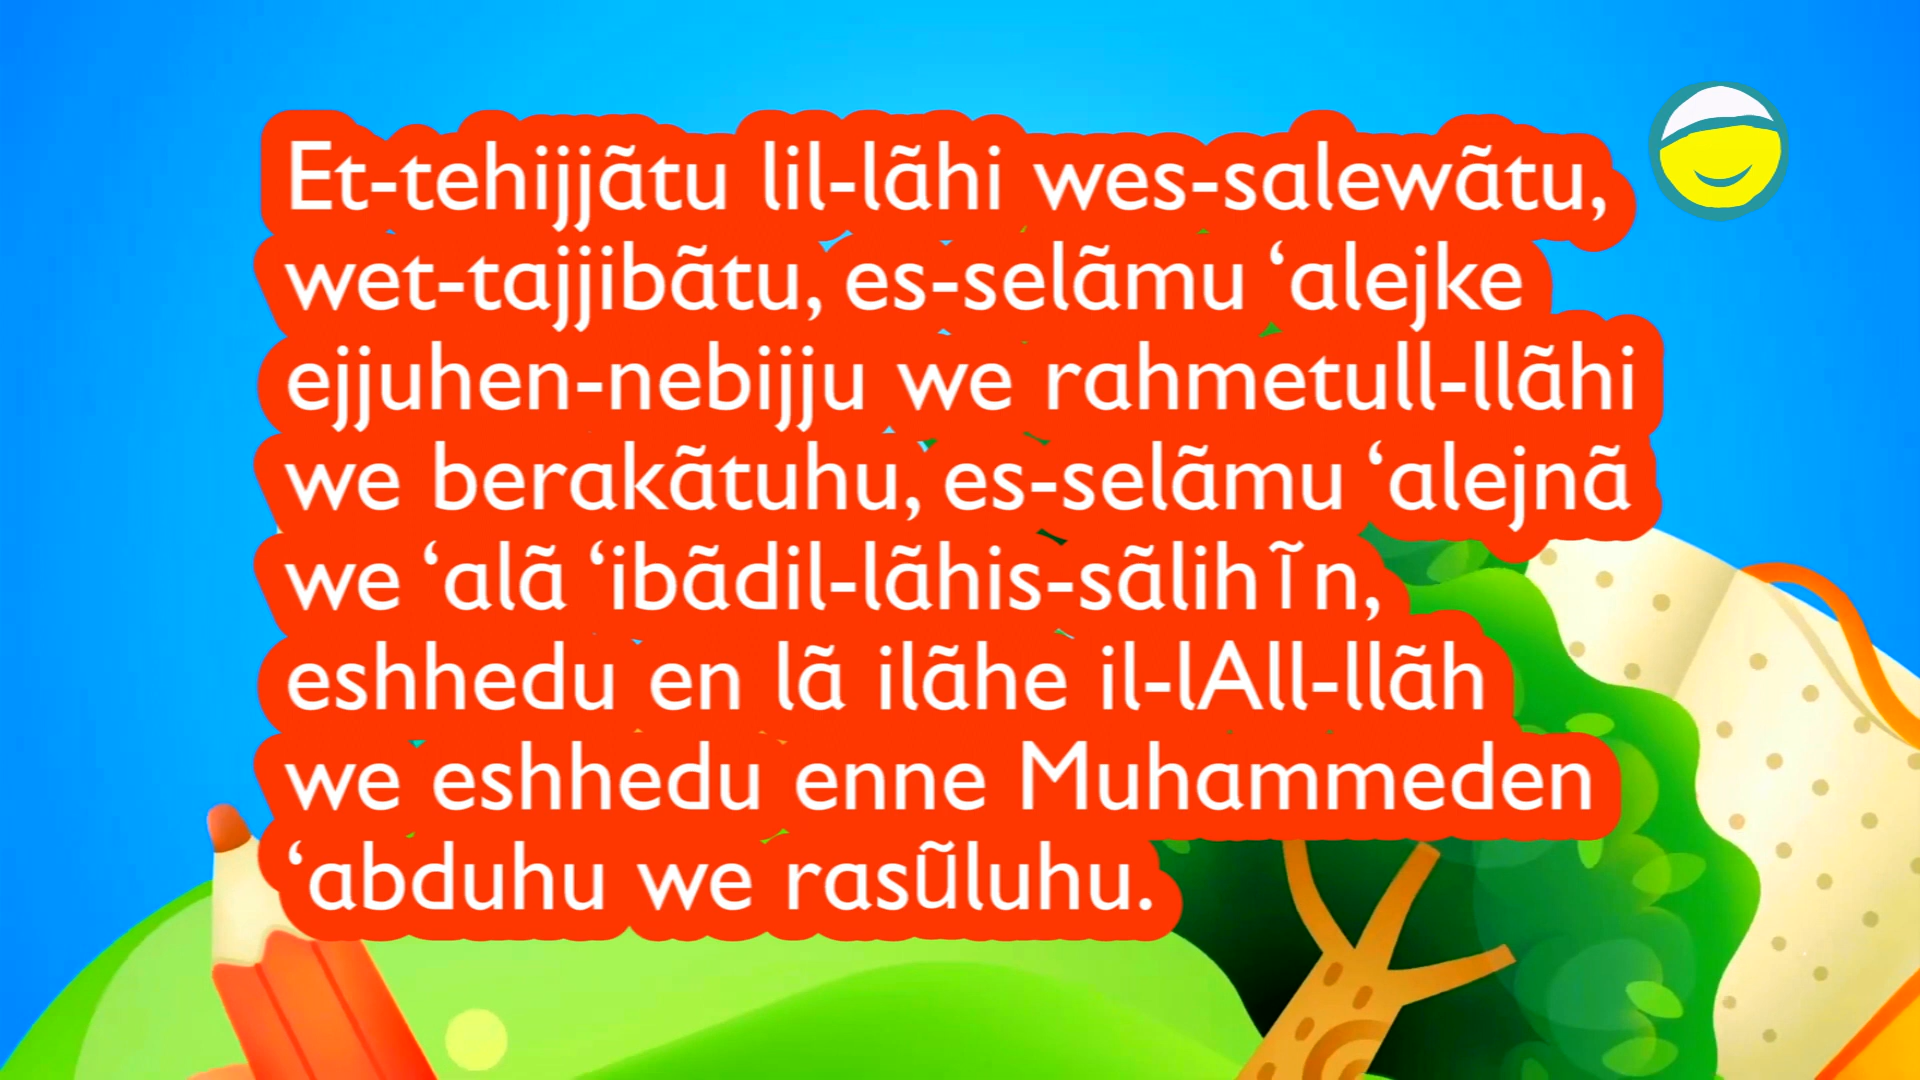 Et-tehijjãtu lil-lãhi wes-salewãtu,
wet-tajjibãtu, es-selãmu ‘alejke
ejjuhen-nebijju we rahmetull-llãhi
we berakãtuhu, es-selãmu ‘alejnã
we ‘alã ‘ibãdil-lãhis-sãlihĩn,
eshhedu en lã ilãhe il-lAll-llãh
we eshhedu enne Muhammeden
‘abduhu we rasũluhu.